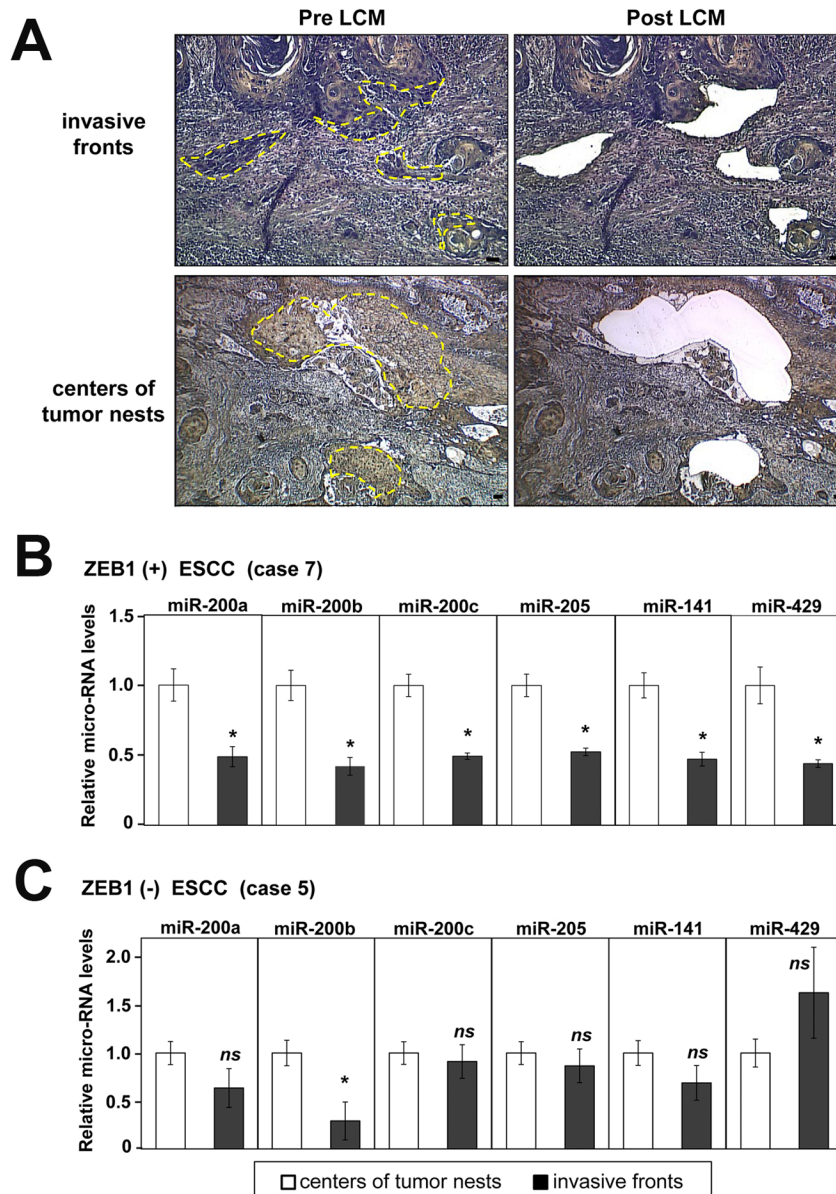 Pre LCM Post LCM
A
invasive
fronts
centers of
tumor nests
B ZEB1 (+) ESCC (case 7)
miR-200a miR-200b miR-200c miR-205 miR-141 miR-429
Relative micro-RNA levels
1.5
1.0
0.5
0
* * * * * *
C ZEB1 (-) ESCC (case 5)
miR-200a miR-200b miR-200c miR-205 miR-141 miR-429
Relative micro-RNA levels
2.0
1.5
1.0
0.5
0
ns * ns ns ns ns
centers of tumor nests invasive fronts